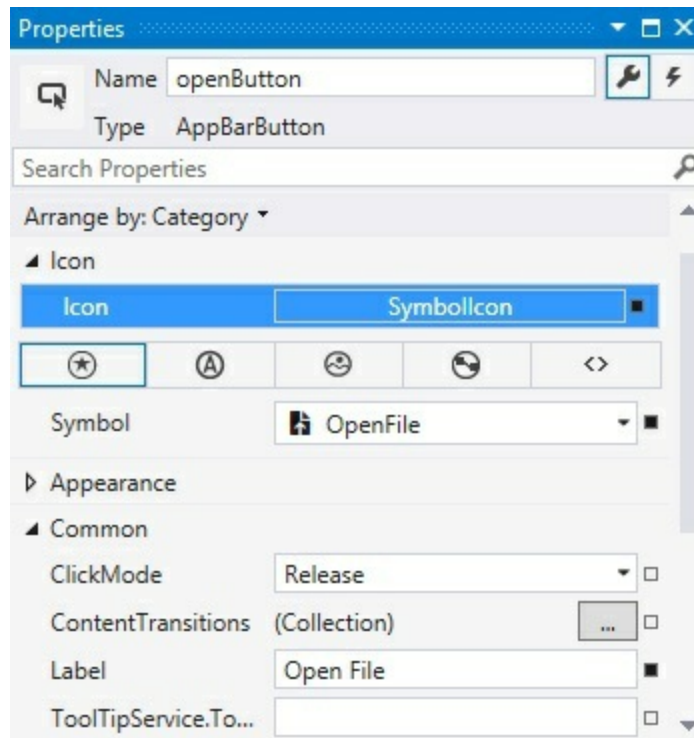 Properties
Name openButton
Type AppBarButton
Search Properties
Arrange by: Category
Icon
Icon SymbolIcon
A
Symbol OpenFile
Appearance
Common
ClickMode Release
ContentTransitions (Collection) ...
Label Open File
ToolTipService.To...